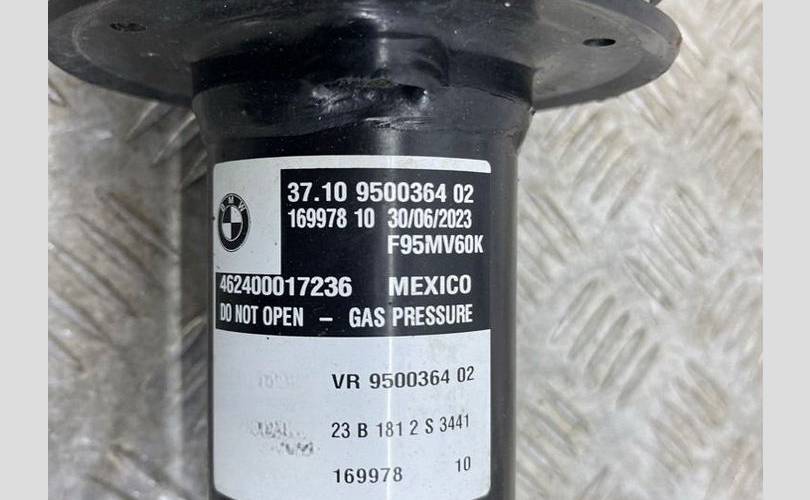 BMW
37.10 9500364 02
169978 10 30/06/2023
F95MV60K
462400017236 MEXICO
DO NOT OPEN – GAS PRESSURE
VR 9500364 02
23 B 181 2 S 3441
169978 10